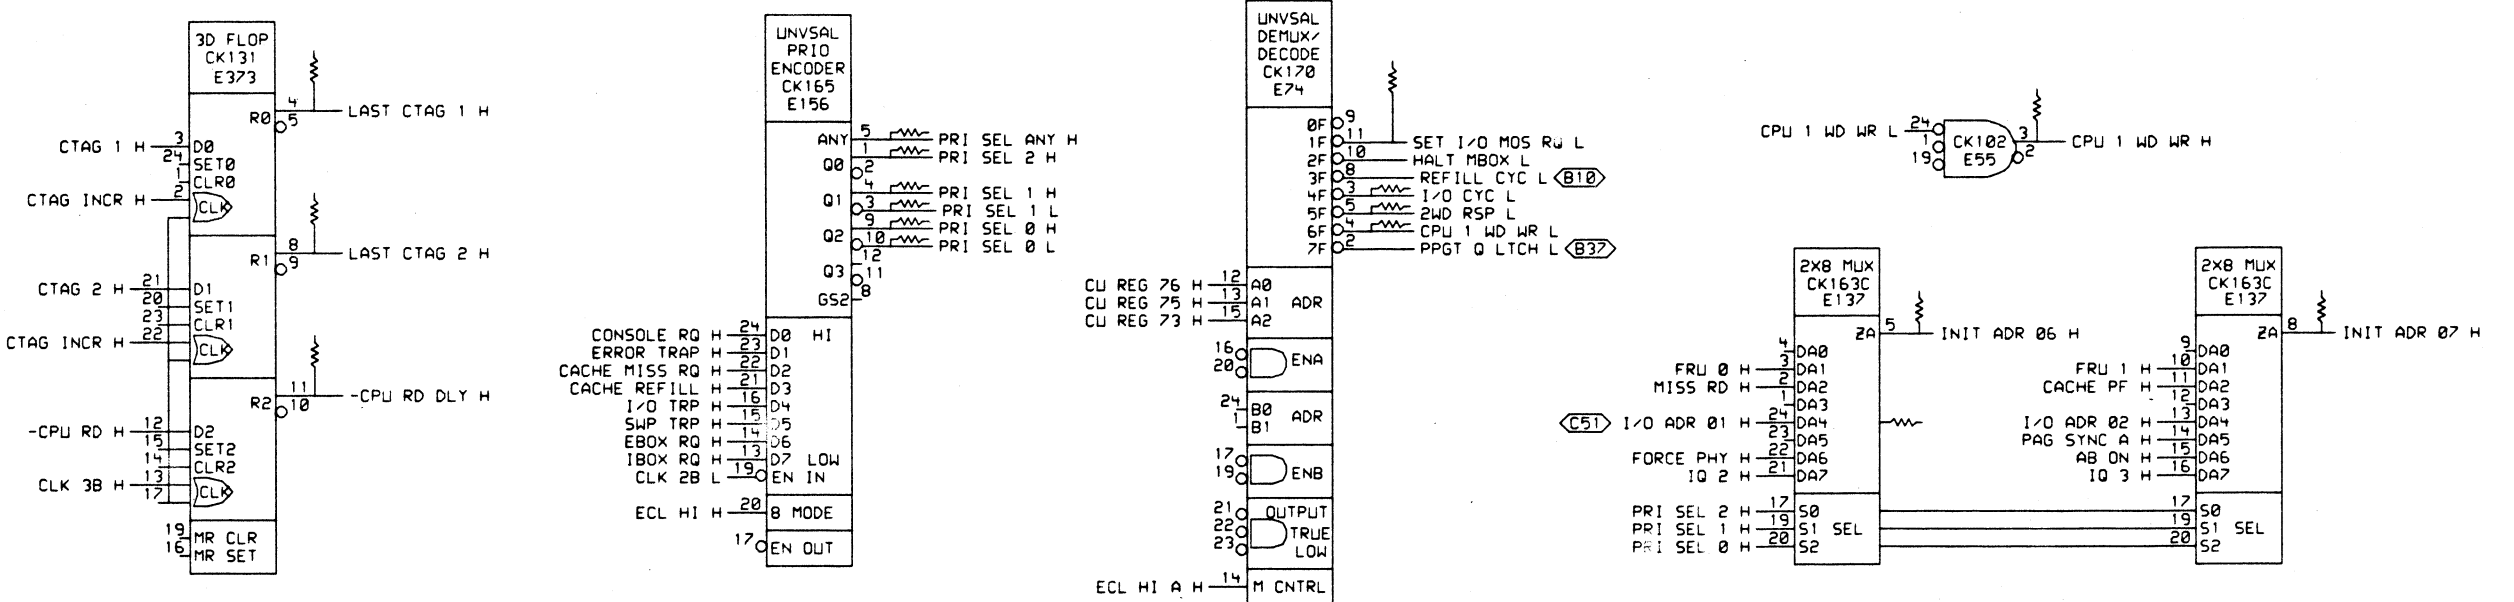 3D FLOP
CK131
E373
4
LAST CTAG 1 H
R0
5
CTAG 1 H
3
D0
24
SET0
1
CLR0
CTAG INCR H
2
CLK
8
LAST CTAG 2 H
R1
9
CTAG 2 H
21
D1
20
SET1
23
CLR1
CTAG INCR H
22
CLK
11
-CPU RD DLY H
R2
10
-CPU RD H
12
D2
15
SET2
14
CLR2
CLK 3B H
13
17
CLK
19
MR CLR
16
MR SET
UNVSAL
PRIO
ENCODER
CK165
E156
ANY 5 PRI SEL ANY H
1 PRI SEL 2 H
Q0
2
4 PRI SEL 1 H
Q1
3 PRI SEL 1 L
9 PRI SEL 0 H
Q2
10 PRI SEL 0 L
12
Q3
11
GS2 8
CONSOLE RQ H 24 D0 HI
ERROR TRAP H 23 D1
CACHE MISS RQ H 22 D2
CACHE REFILL H 21 D3
I/O TRP H 16 D4
SWP TRP H 15 D5
EBOX RQ H 14 D6
IBOX RQ H 13 D7 LOW
CLK 2B L 19 EN IN
ECL HI H 20 8 MODE
17 EN OUT
UNVSAL
DEMUX/
DECODE
CK170
E74
0F 9
1F 11 SET I/O MOS RQ L
2F 10 HALT MBOX L
3F 8 REFILL CYC L B10
4F 3 I/O CYC L
5F 5 2WD RSP L
6F 4 CPU 1 WD WR L
7F 2 PPGT Q LTCH L B37
CU REG 76 H 12 A0
CU REG 75 H 13 A1 ADR
CU REG 73 H 15 A2
16
20
ENA
24 B0
1 B1
ADR
17
19
ENB
21 OUTPUT
22 TRUE
23 LOW
ECL HI A H 14 M CNTRL
CPU 1 WD WR L 24
1
19
CK102
E55
3 CPU 1 WD WR H
2
2X8 MUX
CK163C
E137
ZA 5 INIT ADR 06 H
4 DA0
FRU 0 H 3 DA1
MISS RD H 2 DA2
1 DA3
C51 I/O ADR 01 H 24 DA4
23 DA5
FORCE PHY H 22 DA6
IQ 2 H 21 DA7
PRI SEL 2 H 17 S0
PRI SEL 1 H 19 S1 SEL
PRI SEL 0 H 20 S2
2X8 MUX
CK163C
E137
ZA 8 INIT ADR 07 H
9 DA0
FRU 1 H 10 DA1
CACHE PF H 11 DA2
12 DA3
I/O ADR 02 H 13 DA4
PAG SYNC A H 14 DA5
AB ON H 15 DA6
IQ 3 H 16 DA7
17 S0
19 S1 SEL
20 S2